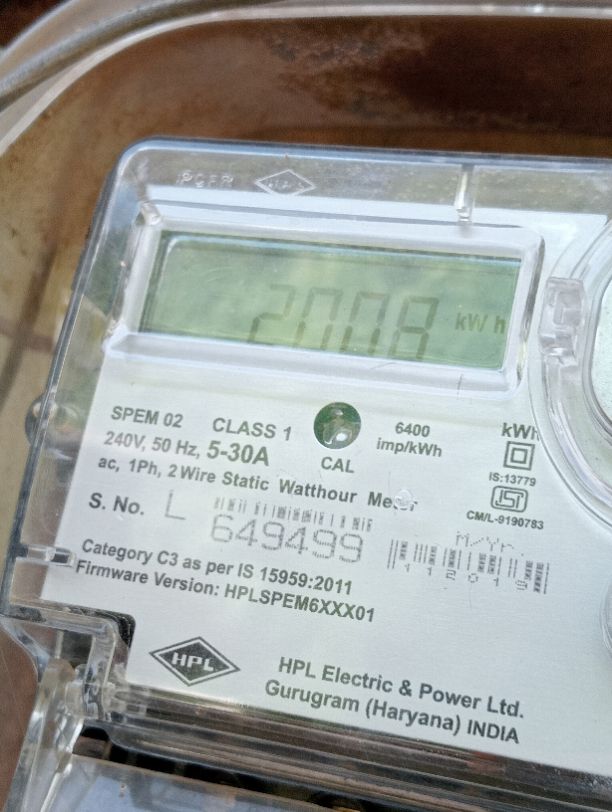 2008 kW h
SPEM 02 CLASS 1
6400
imp/kWh
kWh
240V, 50 Hz, 5-30A
CAL
ac, 1Ph, 2 Wire Static Watthour Meter
IS:13779
CM/L-9190783
S. No. L 649499
M/Yr.
Category C3 as per IS 15959:2011
Firmware Version: HPLSPEM6XXX01
HPL
HPL Electric & Power Ltd.
Gurugram (Haryana) INDIA